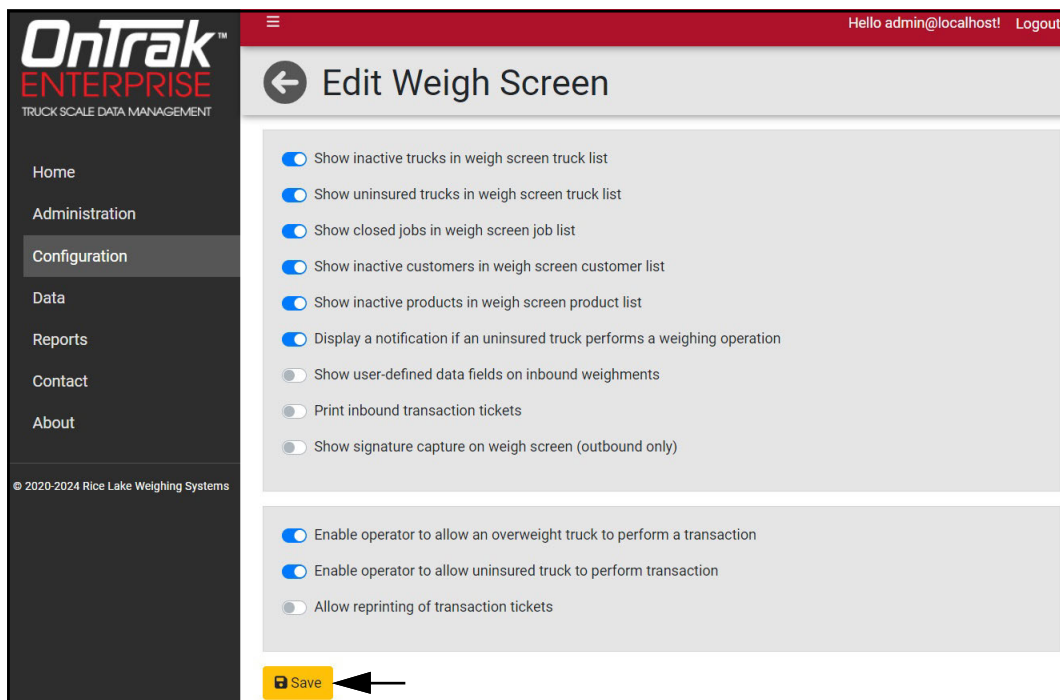 OnTrak™
ENTERPRISE
TRUCK SCALE DATA MANAGEMENT
Home
Administration
Configuration
Data
Reports
Contact
About
© 2020-2024 Rice Lake Weighing Systems
Hello admin@localhost! Logout
Edit Weigh Screen
Show inactive trucks in weigh screen truck list
Show uninsured trucks in weigh screen truck list
Show closed jobs in weigh screen job list
Show inactive customers in weigh screen customer list
Show inactive products in weigh screen product list
Display a notification if an uninsured truck performs a weighing operation
Show user-defined data fields on inbound weighments
Print inbound transaction tickets
Show signature capture on weigh screen (outbound only)
Enable operator to allow an overweight truck to perform a transaction
Enable operator to allow uninsured truck to perform transaction
Allow reprinting of transaction tickets
Save